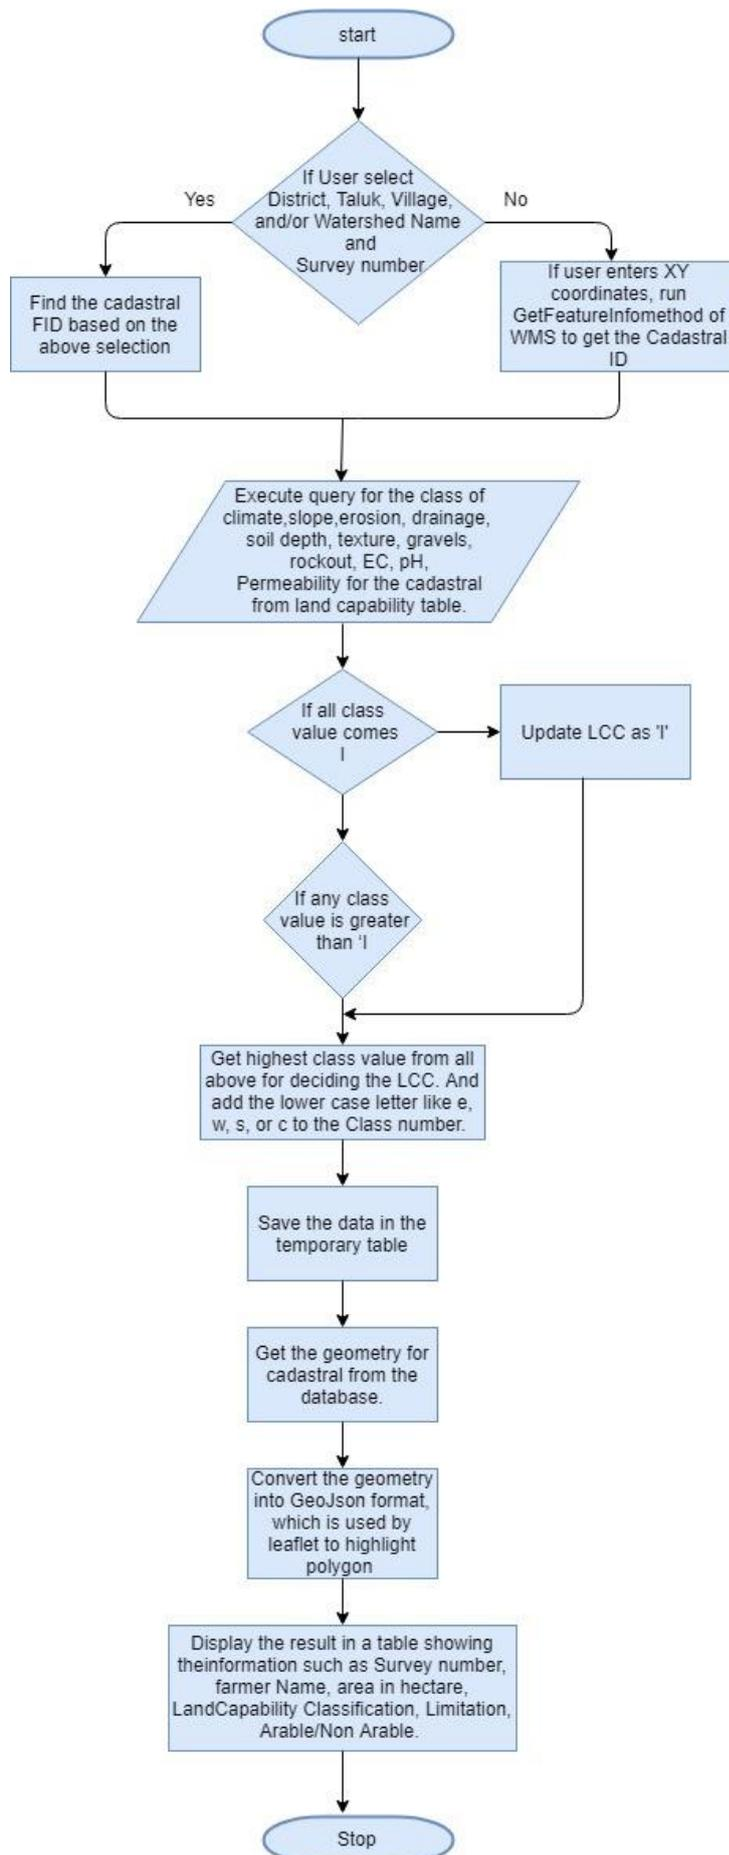 start
If User select
District, Taluk, Village,
and/or Watershed Name
and
Survey number
Yes
No
Find the cadastral
FID based on the
above selection
If user enters XY
coordinates, run
GetFeatureInfomethod of
WMS to get the Cadastral
ID
Execute query for the class of
climate,slope,erosion, drainage,
soil depth, texture, gravels,
rockout, EC, pH,
Permeability for the cadastral
from land capability table.
If all class
value comes
I
Update LCC as 'I'
If any class
value is greater
than ‘I
Get highest class value from all
above for deciding the LCC. And
add the lower case letter like e,
w, s, or c to the Class number.
Save the data in the
temporary table
Get the geometry for
cadastral from the
database.
Convert the geometry
into GeoJson format,
which is used by
leaflet to highlight
polygon
Display the result in a table showing
theinformation such as Survey number,
farmer Name, area in hectare,
LandCapability Classification, Limitation,
Arable/Non Arable.
Stop